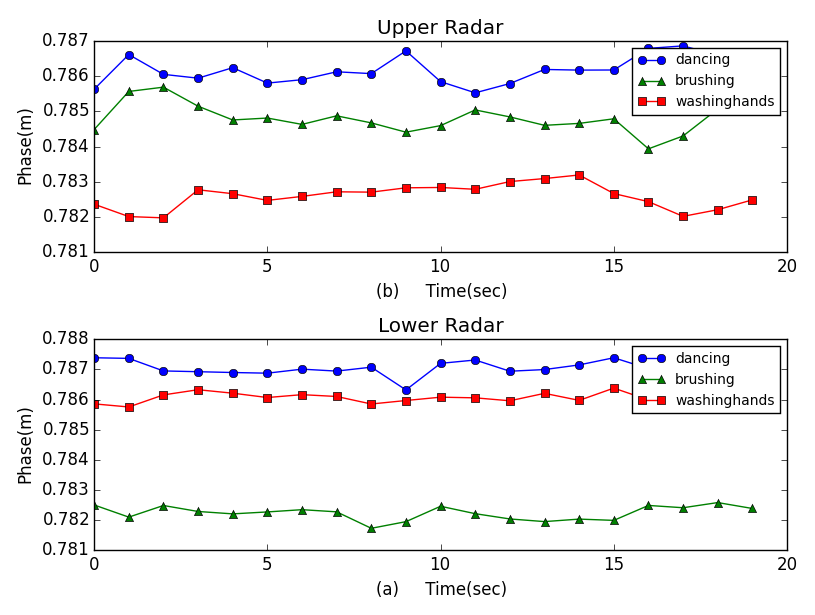 Upper Radar
0.787
0.786
0.785
0.784
0.783
0.782
0.781
Phase(m)
dancing
brushing
washinghands
0 5 10 15 20
(b) Time(sec)
Lower Radar
0.788
0.787
0.786
0.785
0.784
0.783
0.782
0.781
Phase(m)
dancing
brushing
washinghands
0 5 10 15 20
(a) Time(sec)